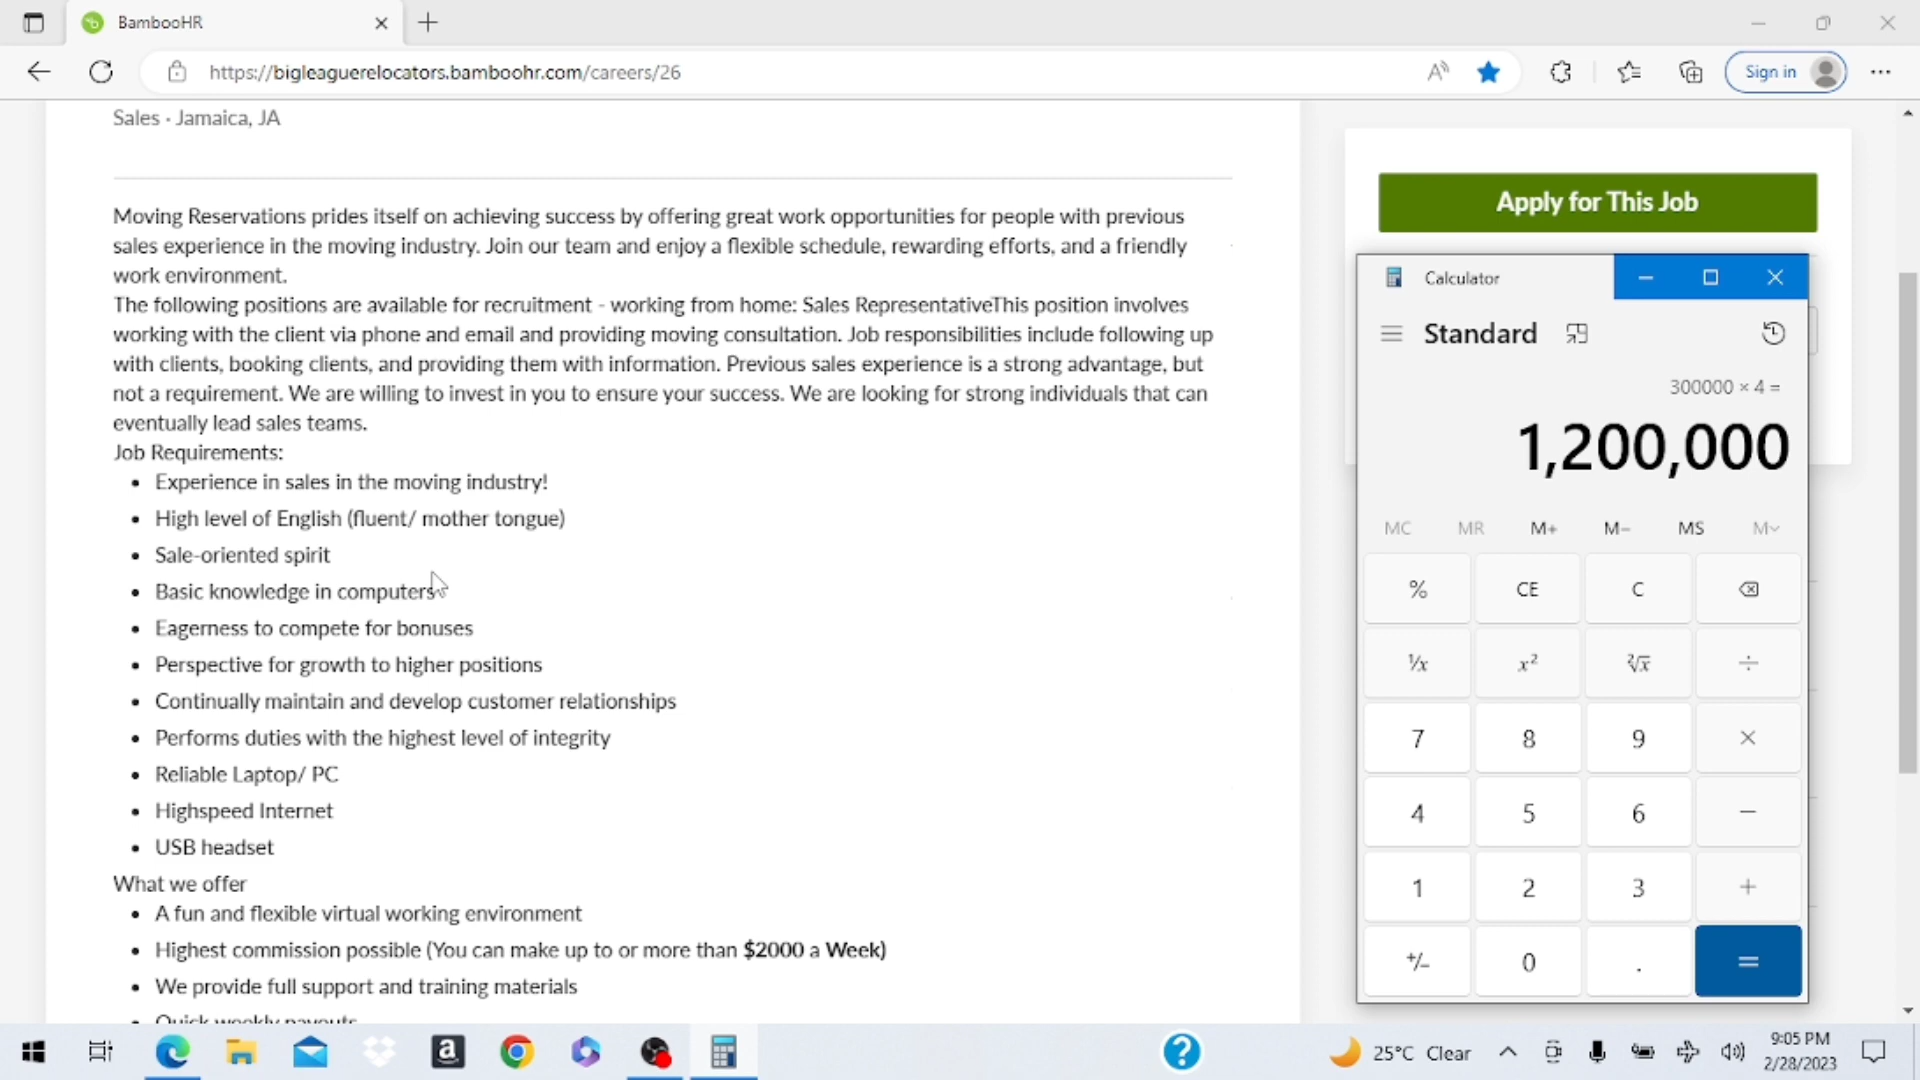 BambooHR
https://bigleaguerelocators.bamboohr.com/careers/26
Sign in
Sales · Jamaica, JA
Moving Reservations prides itself on achieving success by offering great work opportunities for people with previous
sales experience in the moving industry. Join our team and enjoy a flexible schedule, rewarding efforts, and a friendly
work environment.
The following positions are available for recruitment - working from home: Sales RepresentativeThis position involves
working with the client via phone and email and providing moving consultation. Job responsibilities include following up
with clients, booking clients, and providing them with information. Previous sales experience is a strong advantage, but
not a requirement. We are willing to invest in you to ensure your success. We are looking for strong individuals that can
eventually lead sales teams.
Job Requirements:
• Experience in sales in the moving industry!
• High level of English (fluent/ mother tongue)
• Sale-oriented spirit
• Basic knowledge in computers
• Eagerness to compete for bonuses
• Perspective for growth to higher positions
• Continually maintain and develop customer relationships
• Performs duties with the highest level of integrity
• Reliable Laptop/ PC
• Highspeed Internet
• USB headset
What we offer
• A fun and flexible virtual working environment
• Highest commission possible (You can make up to or more than $2000 a Week)
• We provide full support and training materials
• Quick weekly payouts
Apply for This Job
Calculator
Standard
300000 × 4 =
1,200,000
MC MR M+ M− MS M˅
% CE C
¹/x x² ²√x ÷
7 8 9 ×
4 5 6 −
1 2 3 +
+/− 0 . =
25°C Clear
9:05 PM
2/28/2023